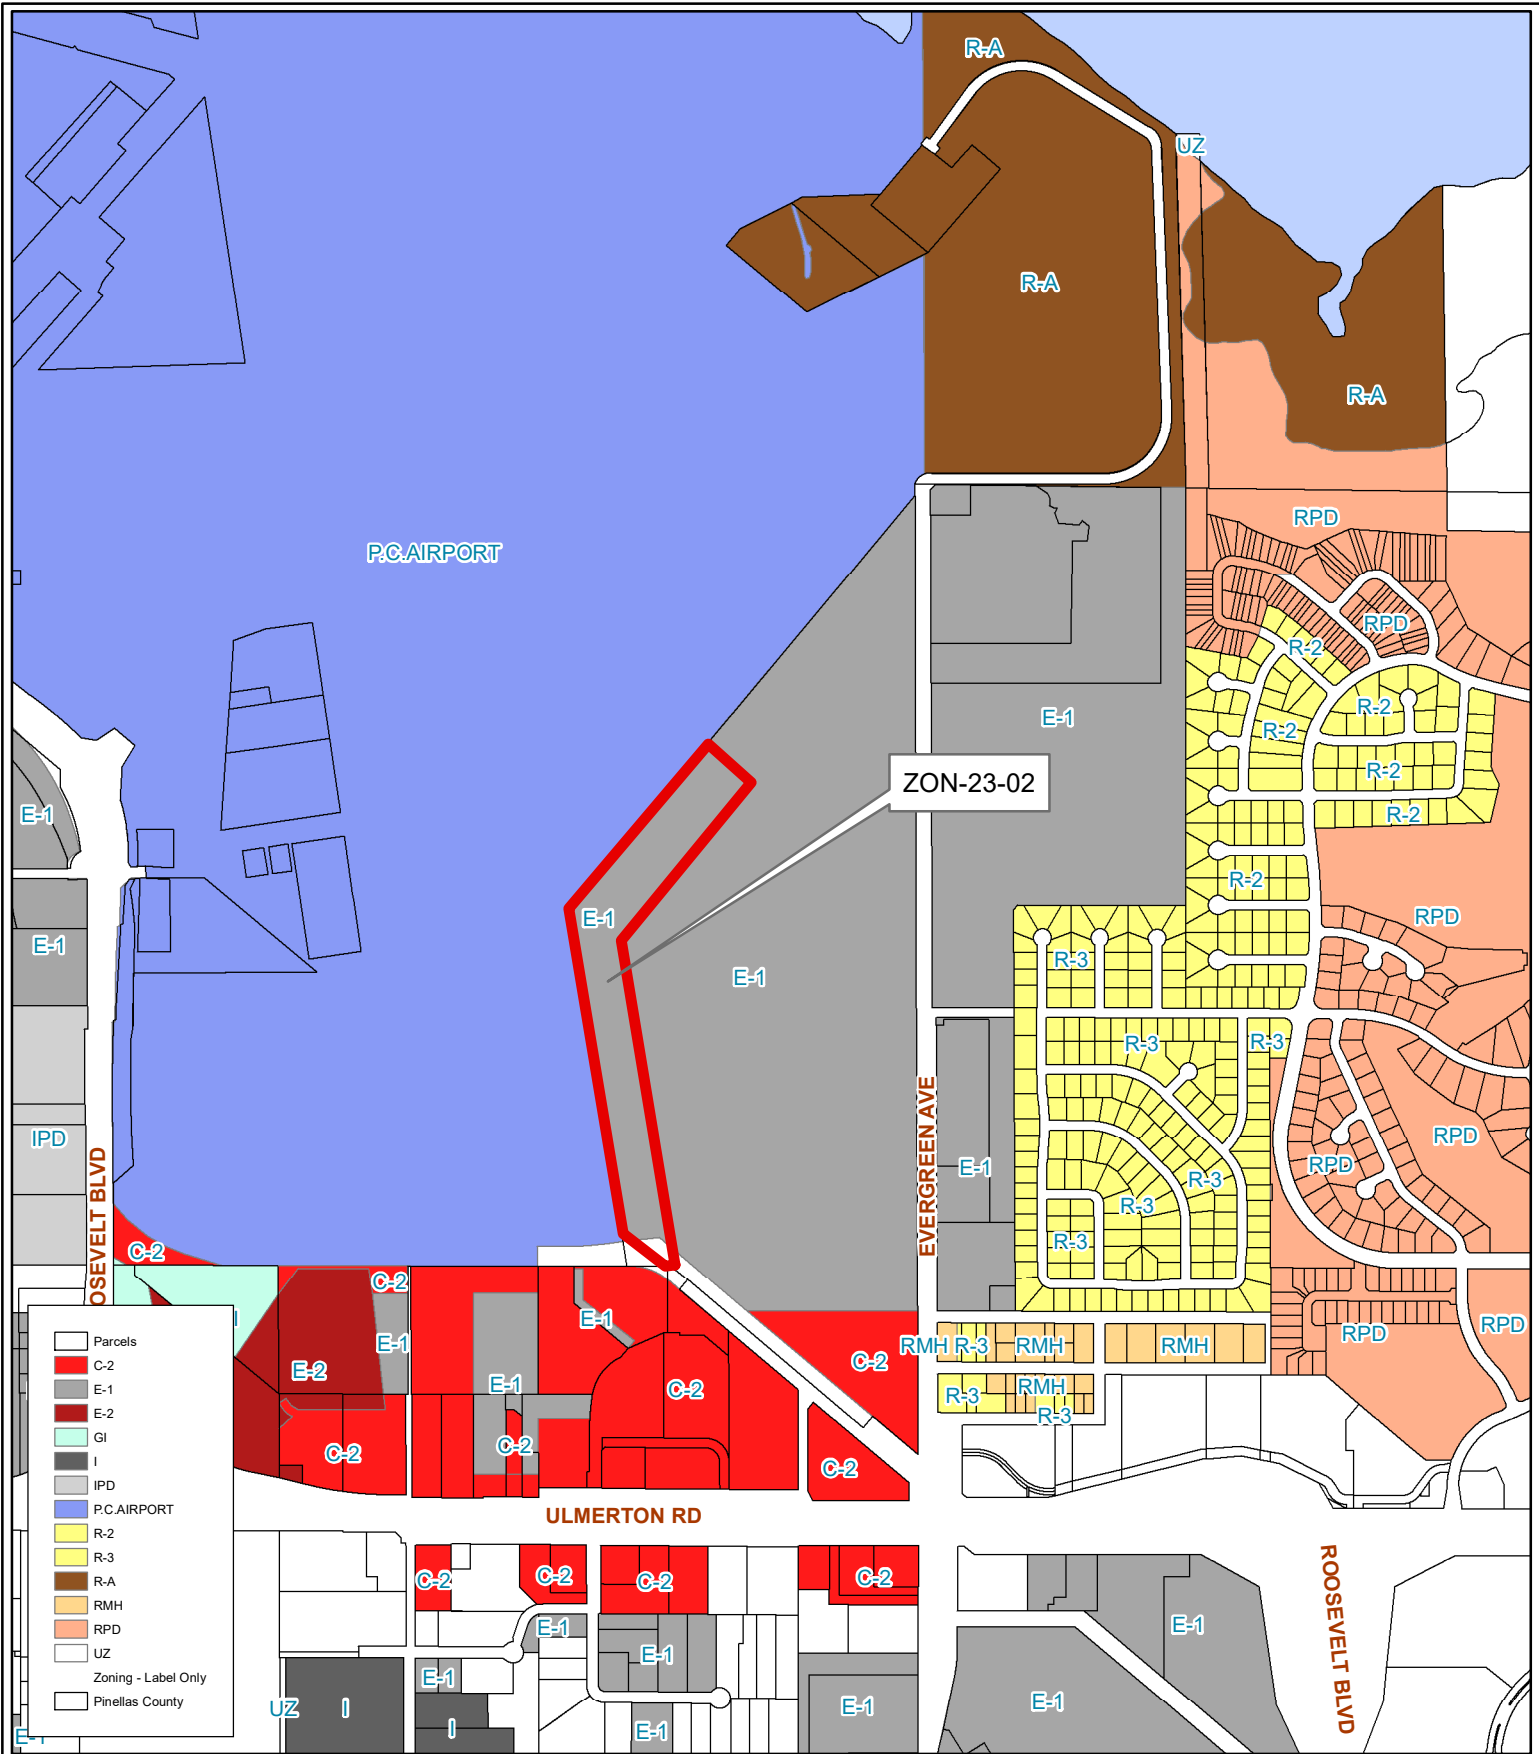 R-A
UZ
R-A
R-A
RPD
P.C.AIRPORT
RPD
R-2
R-2
E-1
R-2
R-2
ZON-23-02
E-1
R-2
R-2
E-1
RPD
E-1
R-3
E-1
R-3
R-3
EVERGREEN AVE
IPD
RPD
E-1
RPD
R-3
R-3
R-3
OSEVELT BLVD
C-2
C-2
E-1
I
RPD
RPD
E-1
RMH
R-3
RMH
RMH
C-2
E-2
E-1
C-2
RMH
R-3
R-3
C-2
C-2
C-2
ULMERTON RD
Parcels
C-2
E-1
E-2
GI
I
IPD
P.C.AIRPORT
R-2
R-3
R-A
RMH
RPD
UZ
Zoning - Label Only
Pinellas County
C-2
C-2
C-2
C-2
ROOSEVELT BLVD
E-1
E-1
E-1
E-1
UZ
I
I
E-1
E-1
E-1
E-1